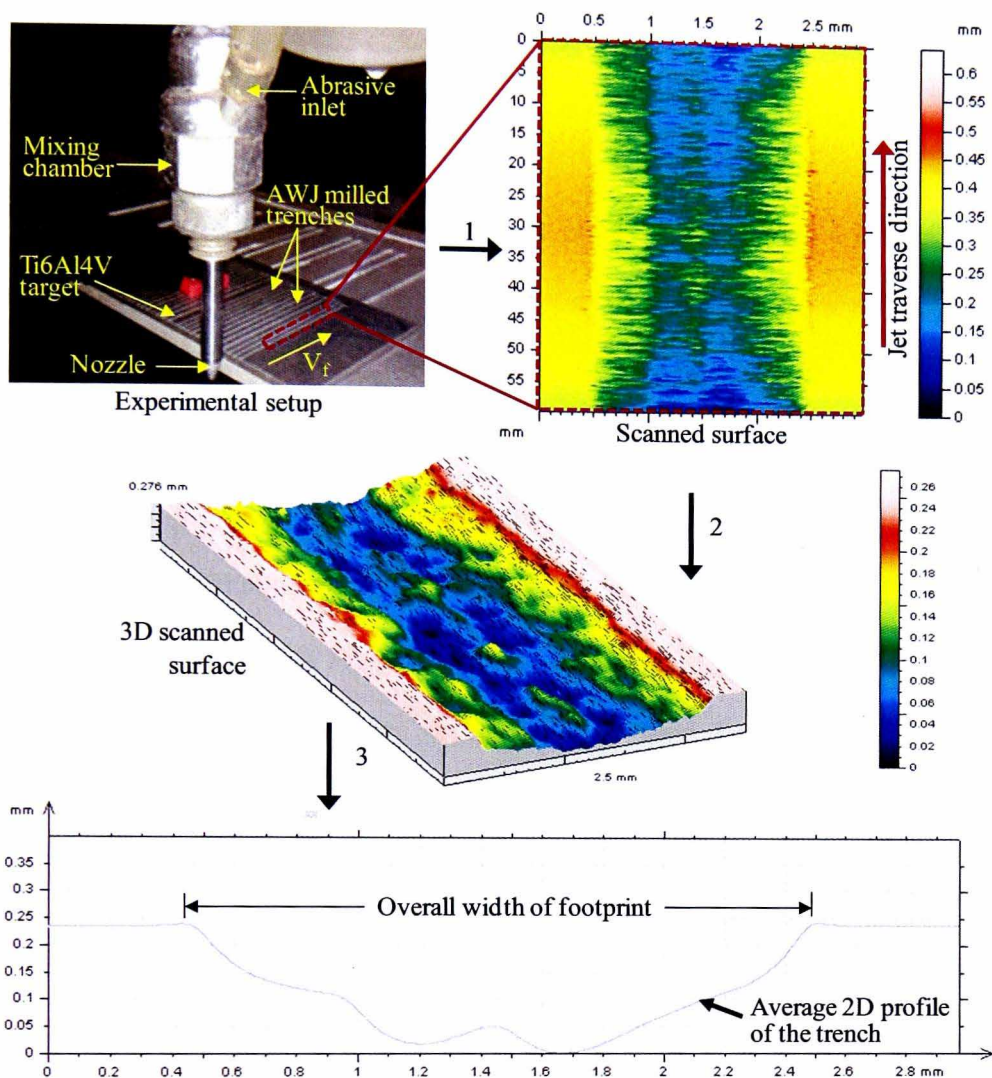 Abrasive
inlet
Mixing
chamber
AWJ milled
trenches
Ti6Al4V
target
Nozzle
V_f
Experimental setup
1
0 0.5 1 1.5 2 2.5 mm
0
5
10
15
20
25
30
35
40
45
50
55
mm
Jet traverse direction
Scanned surface
mm
0.6
0.55
0.5
0.45
0.4
0.35
0.3
0.25
0.2
0.15
0.1
0.05
0
2
0.276 mm
3D scanned
surface
2.5 mm
0.26
0.24
0.22
0.2
0.18
0.16
0.14
0.12
0.1
0.08
0.06
0.04
0.02
0
3
mm
0.35
0.3
0.25
0.2
0.15
0.1
0.05
0
Overall width of footprint
Average 2D profile
of the trench
0 0.2 0.4 0.6 0.8 1 1.2 1.4 1.6 1.8 2 2.2 2.4 2.6 2.8 mm